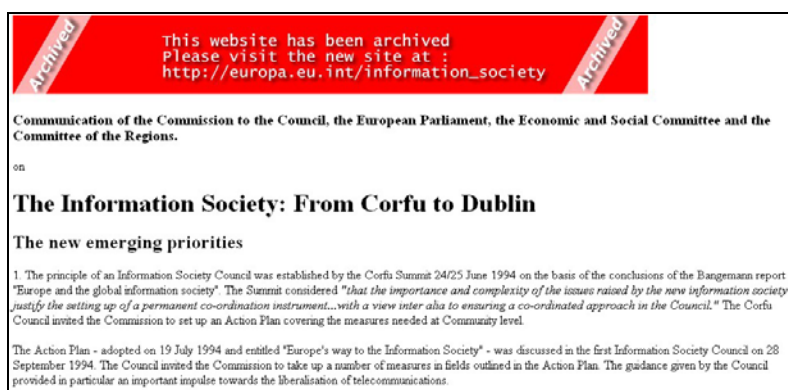 Archived
This website has been archived
Please visit the new site at :
http://europa.eu.int/information_society
Archived
Communication of the Commission to the Council, the European Parliament, the Economic and Social Committee and the
Committee of the Regions.
on
The Information Society: From Corfu to Dublin
The new emerging priorities
1. The principle of an Information Society Council was established by the Corfu Summit 24/25 June 1994 on the basis of the conclusions of the Bangemann report
"Europe and the global information society". The Summit considered "that the importance and complexity of the issues raised by the new information society
justify the setting up of a permanent co-ordination instrument...with a view inter alia to ensuring a co-ordinated approach in the Council." The Corfu
Council invited the Commission to set up an Action Plan covering the measures needed at Community level.
The Action Plan - adopted on 19 July 1994 and entitled "Europe's way to the Information Society" - was discussed in the first Information Society Council on 28
September 1994. The Council invited the Commission to take up a number of measures in fields outlined in the Action Plan. The guidance given by the Council
provided in particular an important impulse towards the liberalisation of telecommunications.